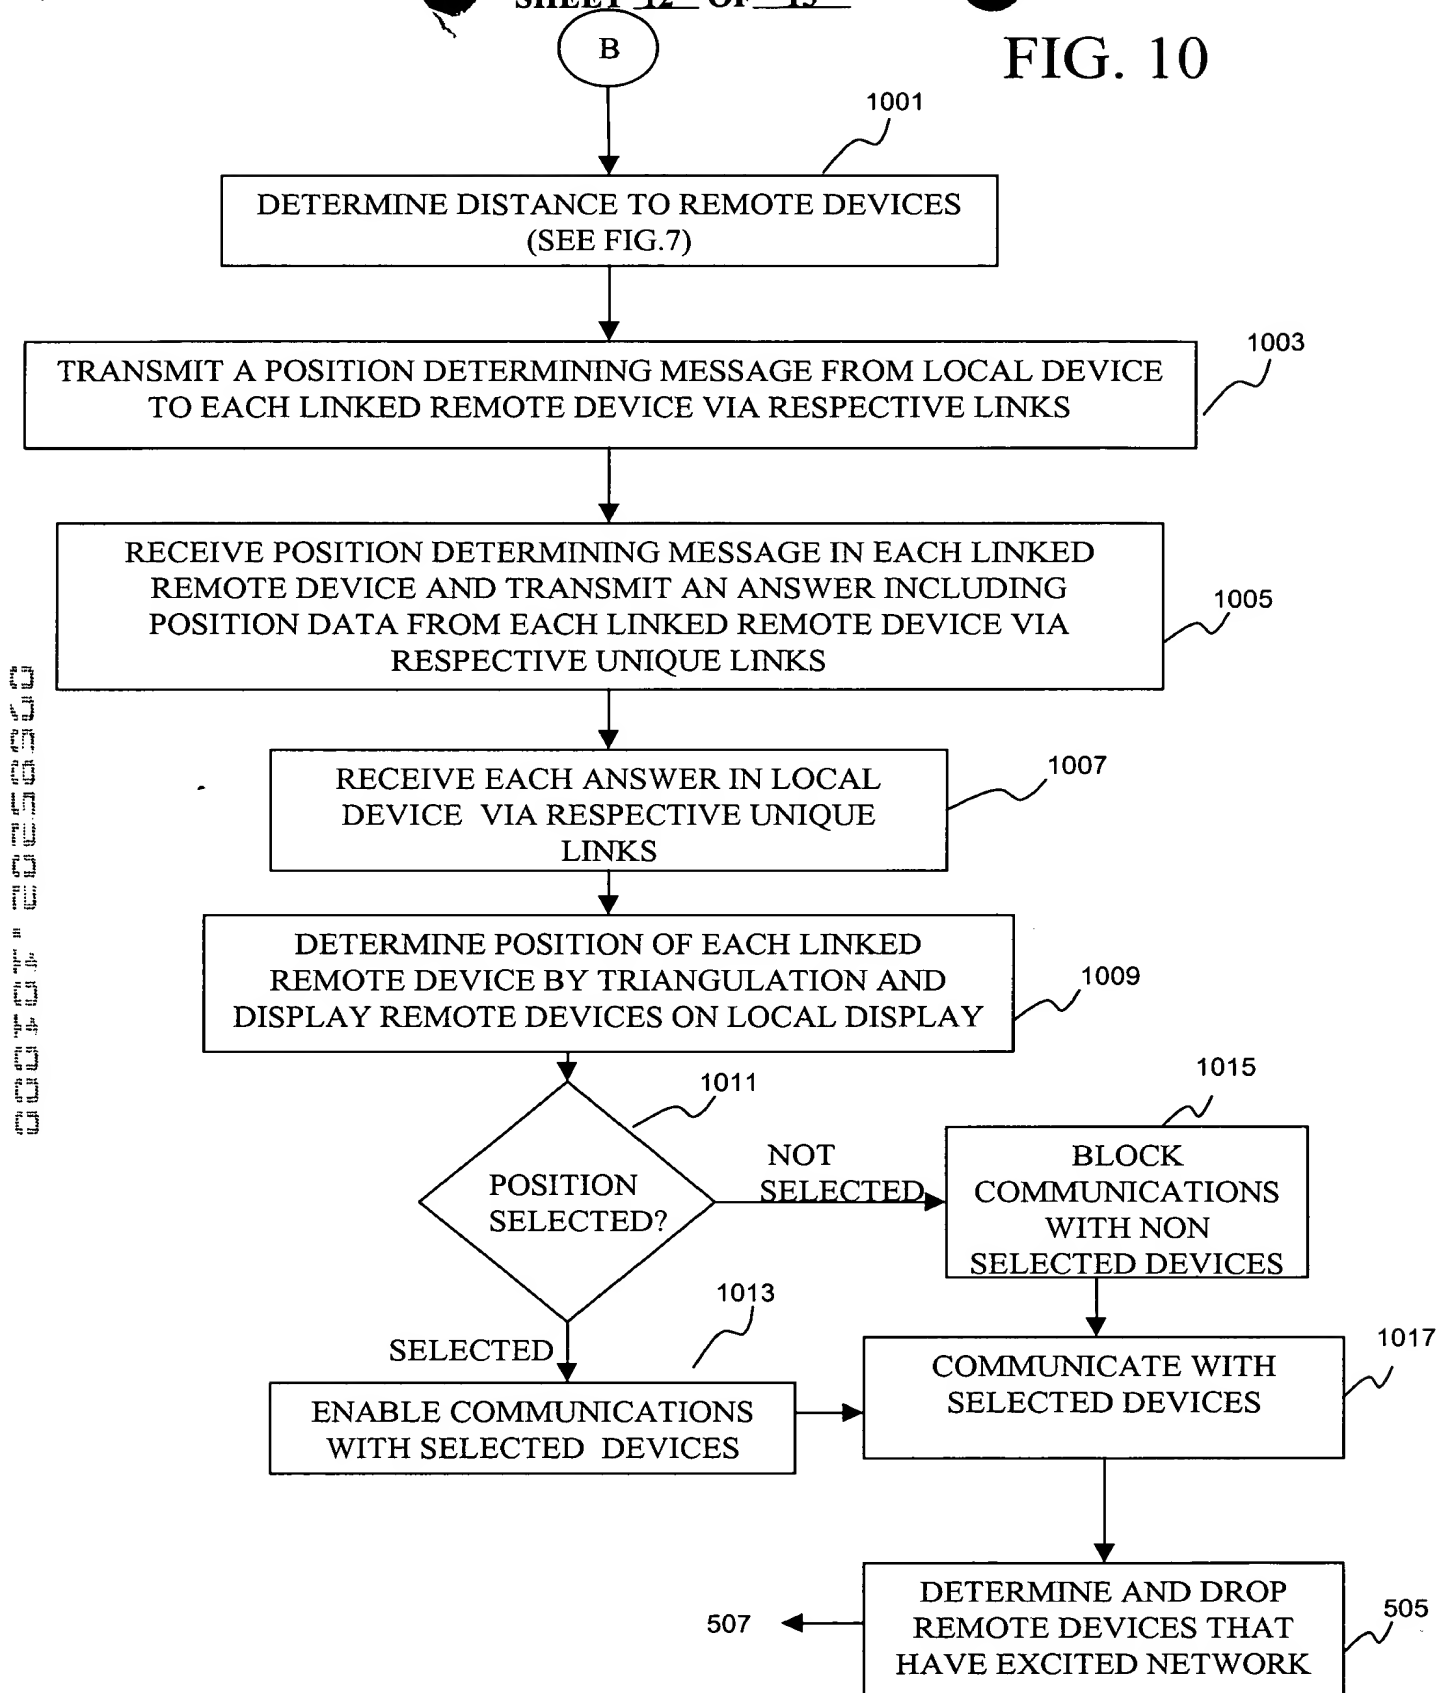 SHEET 12 OF 13
B
FIG. 10
1001
DETERMINE DISTANCE TO REMOTE DEVICES
(SEE FIG.7)
1003
TRANSMIT A POSITION DETERMINING MESSAGE FROM LOCAL DEVICE
TO EACH LINKED REMOTE DEVICE VIA RESPECTIVE LINKS
RECEIVE POSITION DETERMINING MESSAGE IN EACH LINKED
REMOTE DEVICE AND TRANSMIT AN ANSWER INCLUDING
POSITION DATA FROM EACH LINKED REMOTE DEVICE VIA
RESPECTIVE UNIQUE LINKS
1005
RECEIVE EACH ANSWER IN LOCAL
DEVICE VIA RESPECTIVE UNIQUE
LINKS
1007
DETERMINE POSITION OF EACH LINKED
REMOTE DEVICE BY TRIANGULATION AND
DISPLAY REMOTE DEVICES ON LOCAL DISPLAY
1009
1011
POSITION
SELECTED?
NOT
SELECTED
1015
BLOCK
COMMUNICATIONS
WITH NON
SELECTED DEVICES
SELECTED
1013
ENABLE COMMUNICATIONS
WITH SELECTED DEVICES
1017
COMMUNICATE WITH
SELECTED DEVICES
507
DETERMINE AND DROP
REMOTE DEVICES THAT
HAVE EXCITED NETWORK
505